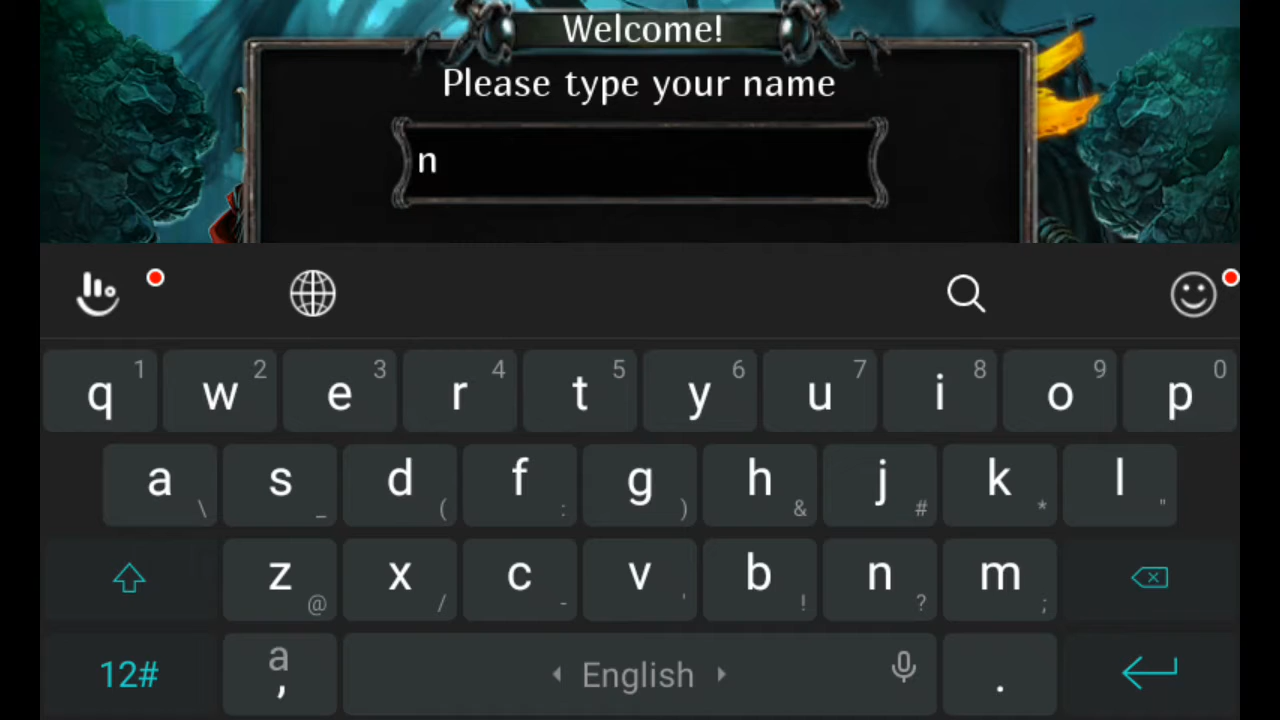 Welcome!
Please type your name
n
1 2 3 4 5 6 7 8 9 0
q w e r t y u i o p
a s d f g h j k l
\ _ ( : ) & # * "
z x c v b n m
@ / - ' ! ? ;
12# a , English .